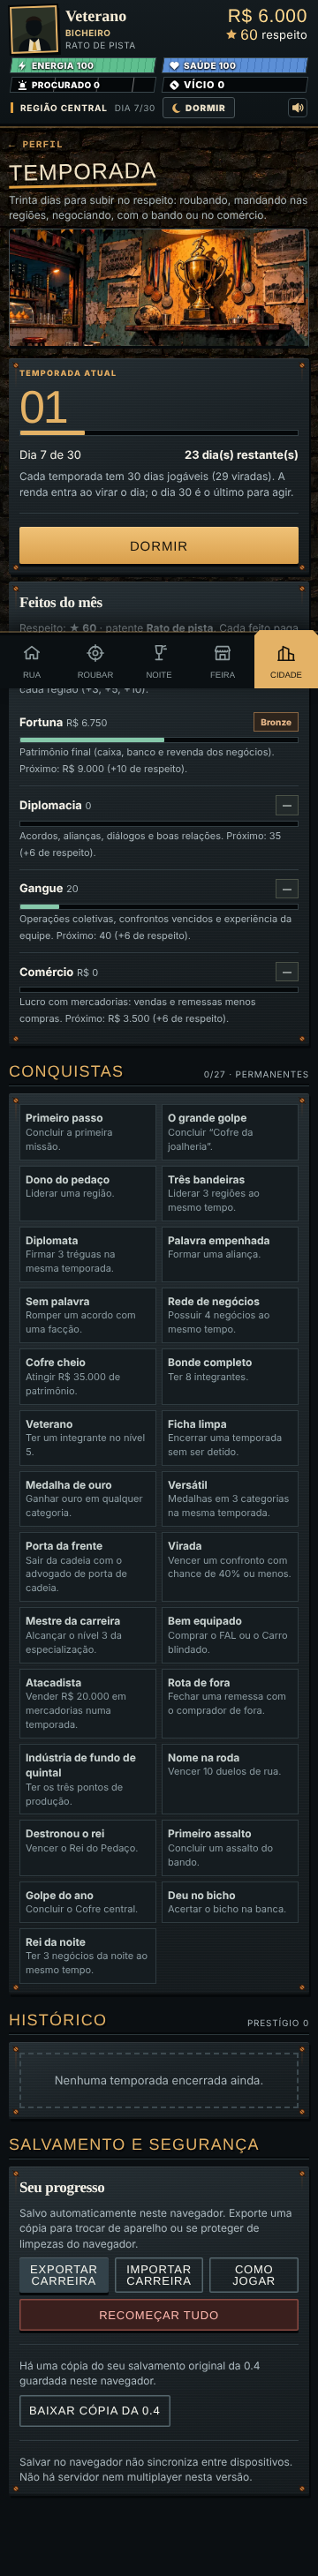 Veterano
BICHEIRO
RATO DE PISTA
R$ 6.000
★ 60 respeito
ENERGIA 100
SAÚDE 100
PROCURADO 0
VÍCIO 0
REGIÃO CENTRAL DIA 7/30
DORMIR
← PERFIL
TEMPORADA
Trinta dias para subir no respeito: roubando, mandando nas
regiões, negociando, com o bando ou no comércio.
TEMPORADA ATUAL
01
Dia 7 de 30
23 dia(s) restante(s)
Cada temporada tem 30 dias jogáveis (29 viradas). A
renda entra ao virar o dia; o dia 30 é o último para agir.
DORMIR
Feitos do mês
Respeito: ★ 60 · patente Rato de pista. Cada feito paga
RUA
ROUBAR
NOITE
FEIRA
CIDADE
cada região (+3, +5, +10).
Fortuna R$ 6.750
Bronze
Patrimônio final (caixa, banco e revenda dos negócios).
Próximo: R$ 9.000 (+10 de respeito).
Diplomacia 0
—
Acordos, alianças, diálogos e boas relações. Próximo: 35
(+6 de respeito).
Gangue 20
—
Operações coletivas, confrontos vencidos e experiência da
equipe. Próximo: 40 (+6 de respeito).
Comércio R$ 0
—
Lucro com mercadorias: vendas e remessas menos
compras. Próximo: R$ 3.500 (+6 de respeito).
CONQUISTAS
0/27 · PERMANENTES
Primeiro passo
Concluir a primeira
missão.
O grande golpe
Concluir "Cofre da
joalheria".
Dono do pedaço
Liderar uma região.
Três bandeiras
Liderar 3 regiões ao
mesmo tempo.
Diplomata
Firmar 3 tréguas na
mesma temporada.
Palavra empenhada
Formar uma aliança.
Sem palavra
Romper um acordo com
uma facção.
Rede de negócios
Possuir 4 negócios ao
mesmo tempo.
Cofre cheio
Atingir R$ 35.000 de
patrimônio.
Bonde completo
Ter 8 integrantes.
Veterano
Ter um integrante no nível
5.
Ficha limpa
Encerrar uma temporada
sem ser detido.
Medalha de ouro
Ganhar ouro em qualquer
categoria.
Versátil
Medalhas em 3 categorias
na mesma temporada.
Porta da frente
Sair da cadeia com o
advogado de porta de
cadeia.
Virada
Vencer um confronto com
chance de 40% ou menos.
Mestre da carreira
Alcançar o nível 3 da
especialização.
Bem equipado
Comprar o FAL ou o Carro
blindado.
Atacadista
Vender R$ 20.000 em
mercadorias numa
temporada.
Rota de fora
Fechar uma remessa com
o comprador de fora.
Indústria de fundo de
quintal
Ter os três pontos de
produção.
Nome na roda
Vencer 10 duelos de rua.
Destronou o rei
Vencer o Rei do Pedaço.
Primeiro assalto
Concluir um assalto do
bando.
Golpe do ano
Concluir o Cofre central.
Deu no bicho
Acertar o bicho na banca.
Rei da noite
Ter 3 negócios da noite ao
mesmo tempo.
HISTÓRICO
PRESTÍGIO 0
Nenhuma temporada encerrada ainda.
SALVAMENTO E SEGURANÇA
Seu progresso
Salvo automaticamente neste navegador. Exporte uma
cópia para trocar de aparelho ou se proteger de
limpezas do navegador.
EXPORTAR
CARREIRA
IMPORTAR
CARREIRA
COMO
JOGAR
RECOMEÇAR TUDO
Há uma cópia do seu salvamento original da 0.4
guardada neste navegador.
BAIXAR CÓPIA DA 0.4
Salvar no navegador não sincroniza entre dispositivos.
Não há servidor nem multiplayer nesta versão.